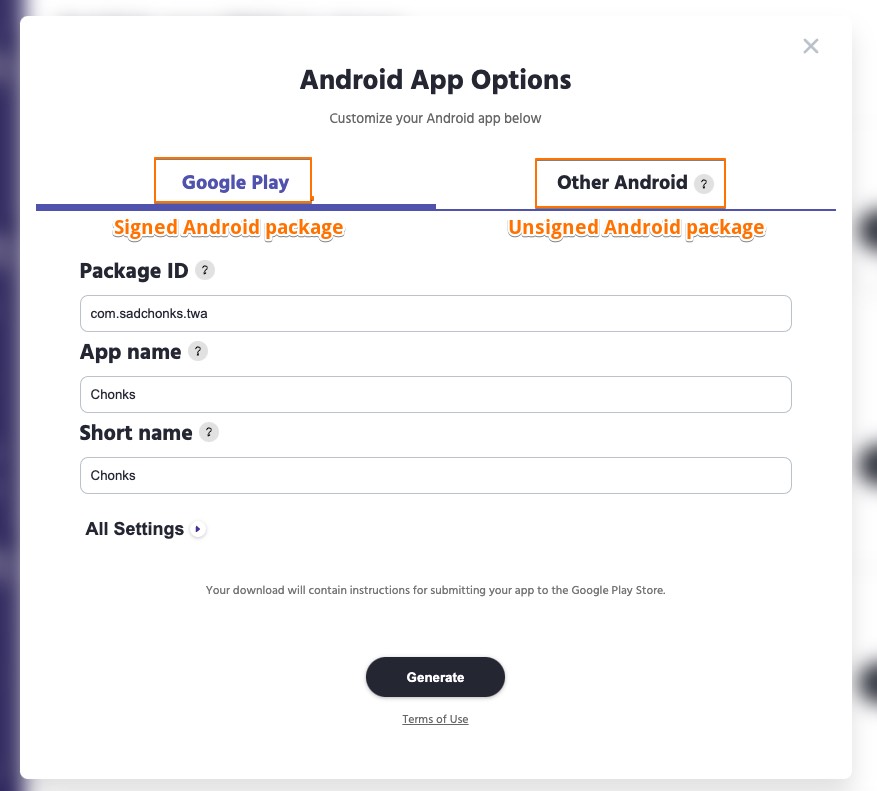 Android App Options
Customize your Android app below
Google Play
Other Android ?
Signed Android package
Unsigned Android package
Package ID ?
com.sadchonks.twa
App name ?
Chonks
Short name ?
Chonks
All Settings
Your download will contain instructions for submitting your app to the Google Play Store.
Generate
Terms of Use